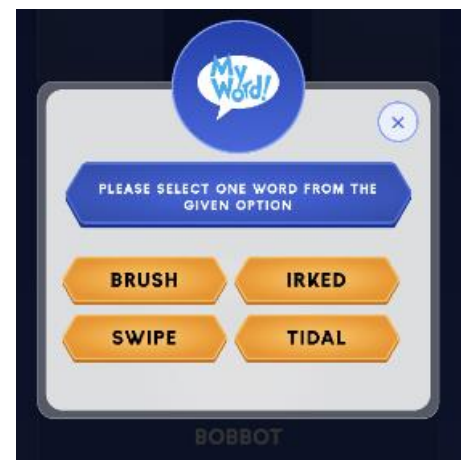 My
Word!
×
PLEASE SELECT ONE WORD FROM THE
GIVEN OPTION
BRUSH IRKED
SWIPE TIDAL
BOBBOT